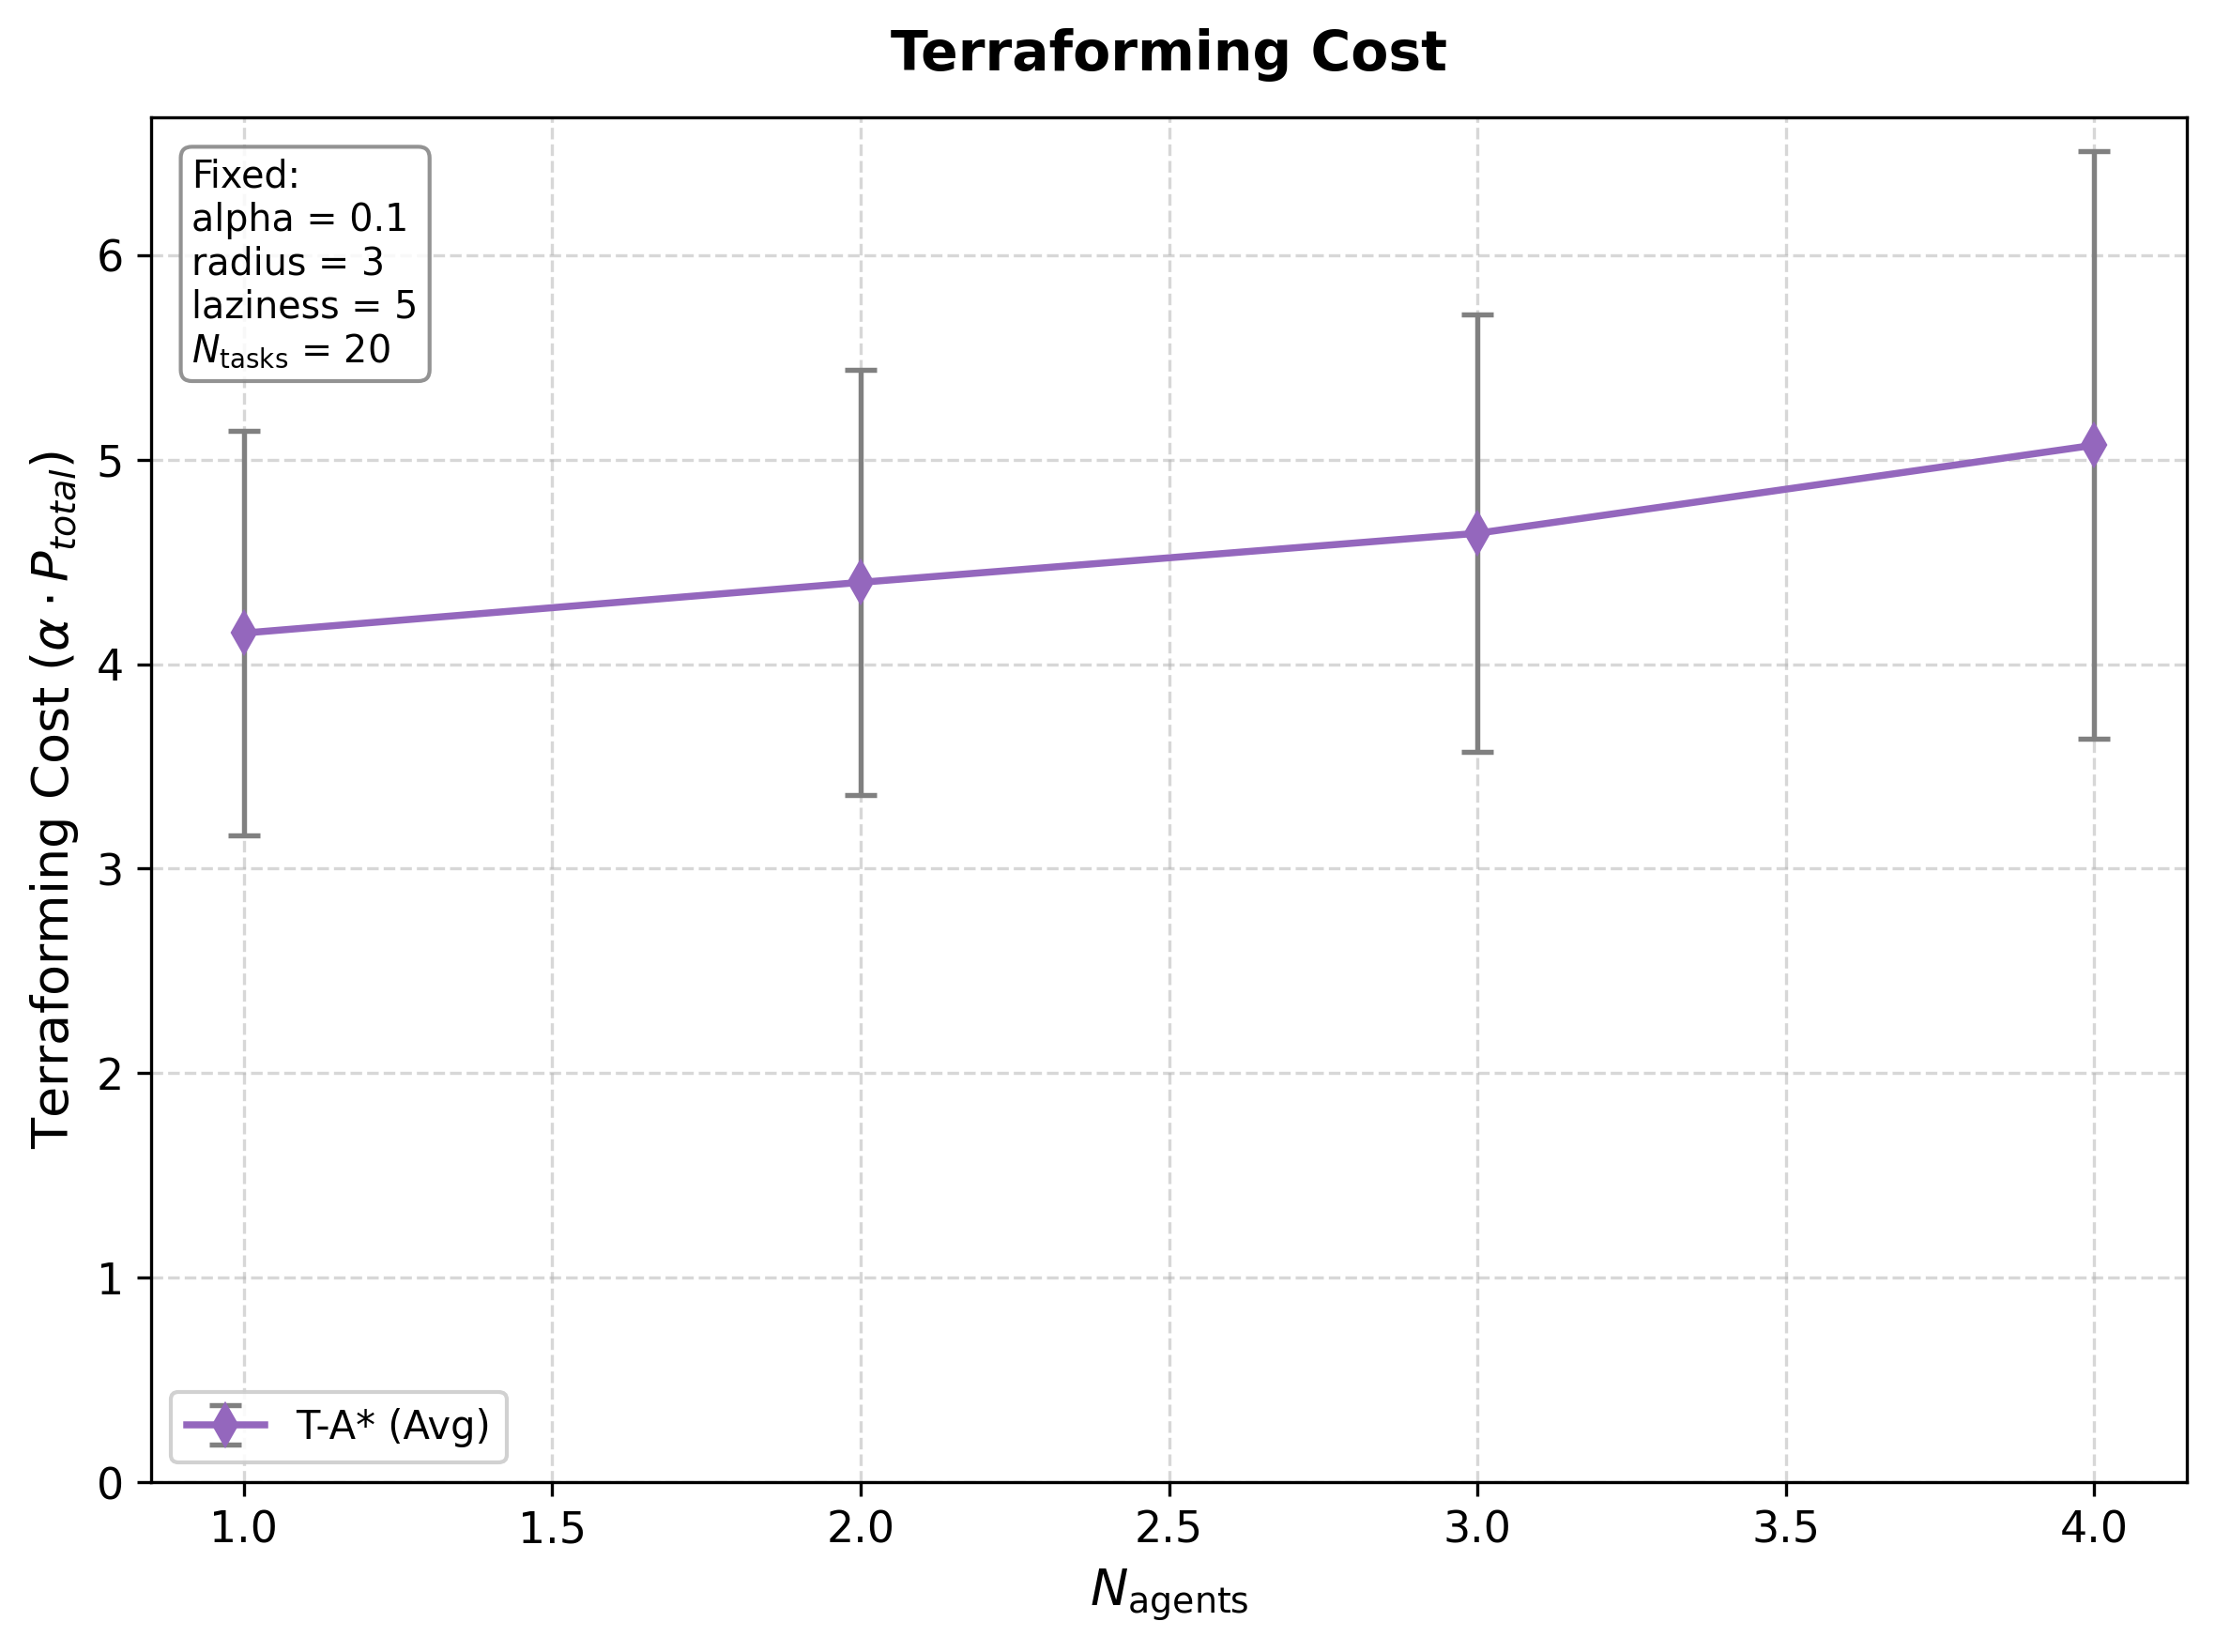 Terraforming Cost
Fixed:
alpha = 0.1
radius = 3
laziness = 5
N_tasks = 20
Terraforming Cost (α · P_total)
6
5
4
3
2
1
0
T-A* (Avg)
1.0 1.5 2.0 2.5 3.0 3.5 4.0
N_agents